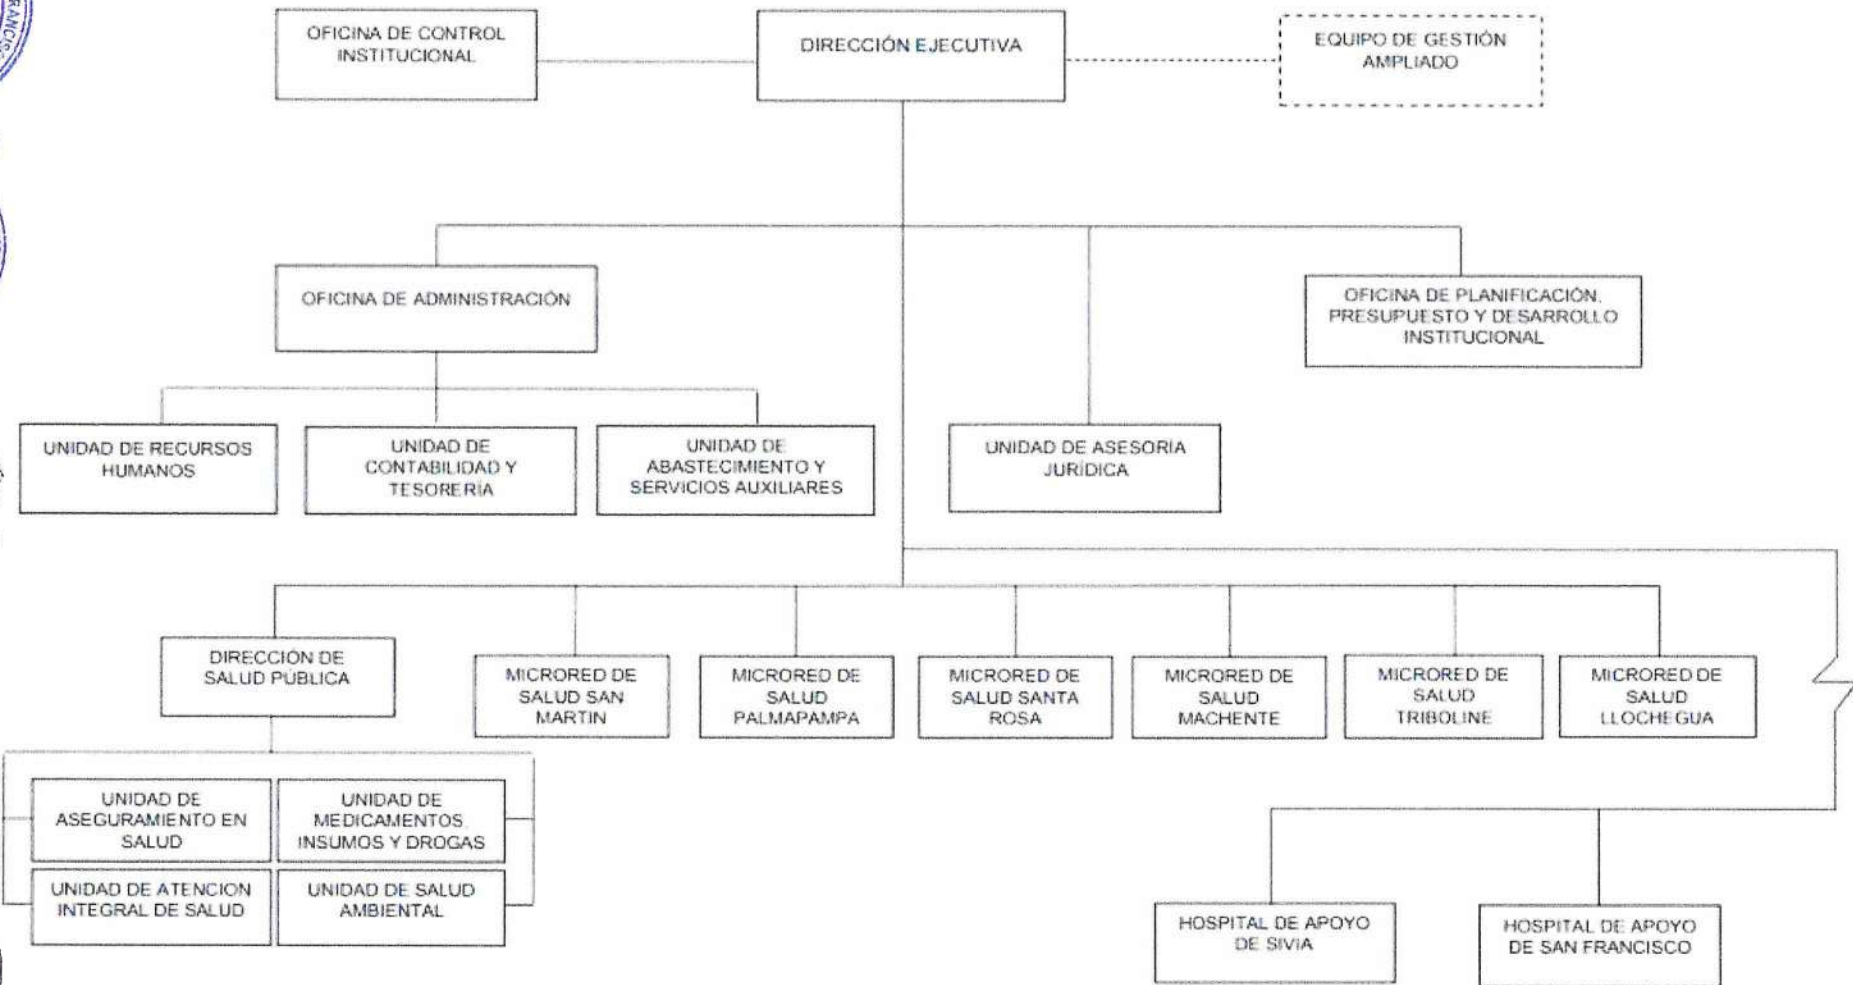 OFICINA DE CONTROL
INSTITUCIONAL
DIRECCIÓN EJECUTIVA
EQUIPO DE GESTIÓN
AMPLIADO
OFICINA DE ADMINISTRACIÓN
OFICINA DE PLANIFICACIÓN,
PRESUPUESTO Y DESARROLLO
INSTITUCIONAL
UNIDAD DE RECURSOS
HUMANOS
UNIDAD DE
CONTABILIDAD Y
TESORERÍA
UNIDAD DE
ABASTECIMIENTO Y
SERVICIOS AUXILIARES
UNIDAD DE ASESORIA
JURÍDICA
DIRECCIÓN DE
SALUD PÚBLICA
MICRORED DE
SALUD SAN
MARTIN
MICRORED DE
SALUD
PALMAPAMPA
MICRORED DE
SALUD SANTA
ROSA
MICRORED DE
SALUD
MACHENTE
MICRORED DE
SALUD
TRIBOLINE
MICRORED DE
SALUD
LLOCHEGUA
UNIDAD DE
ASEGURAMIENTO EN
SALUD
UNIDAD DE
MEDICAMENTOS,
INSUMOS Y DROGAS
UNIDAD DE ATENCION
INTEGRAL DE SALUD
UNIDAD DE SALUD
AMBIENTAL
HOSPITAL DE APOYO
DE SIVIA
HOSPITAL DE APOYO
DE SAN FRANCISCO